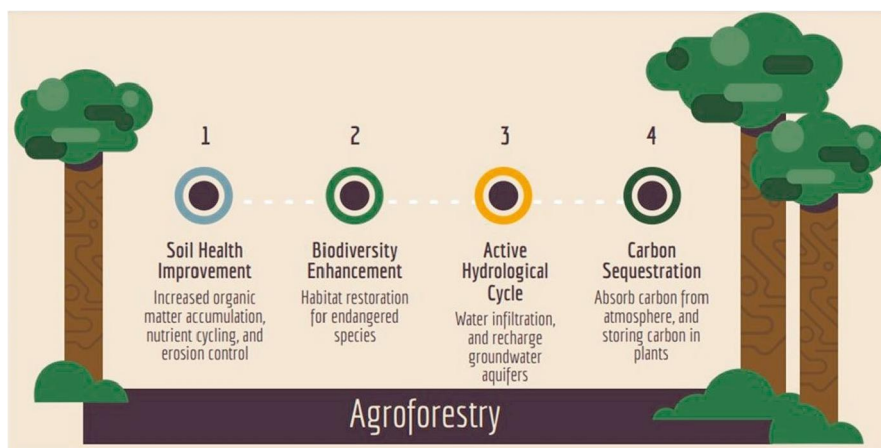 1
Soil Health
Improvement
Increased organic
matter accumulation,
nutrient cycling, and
erosion control
2
Biodiversity
Enhancement
Habitat restoration
for endangered
species
3
Active
Hydrological
Cycle
Water infiltration,
and recharge
groundwater
aquifers
4
Carbon
Sequestration
Absorb carbon from
atmosphere, and
storing carbon in
plants
Agroforestry